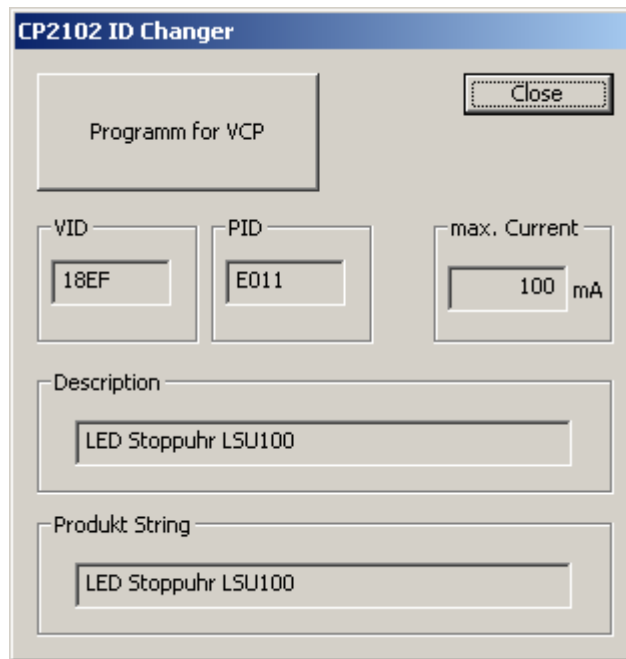 CP2102 ID Changer
Programm for VCP
Close
VID
PID
max. Current
18EF
E011
100 mA
Description
LED Stoppuhr LSU100
Produkt String
LED Stoppuhr LSU100